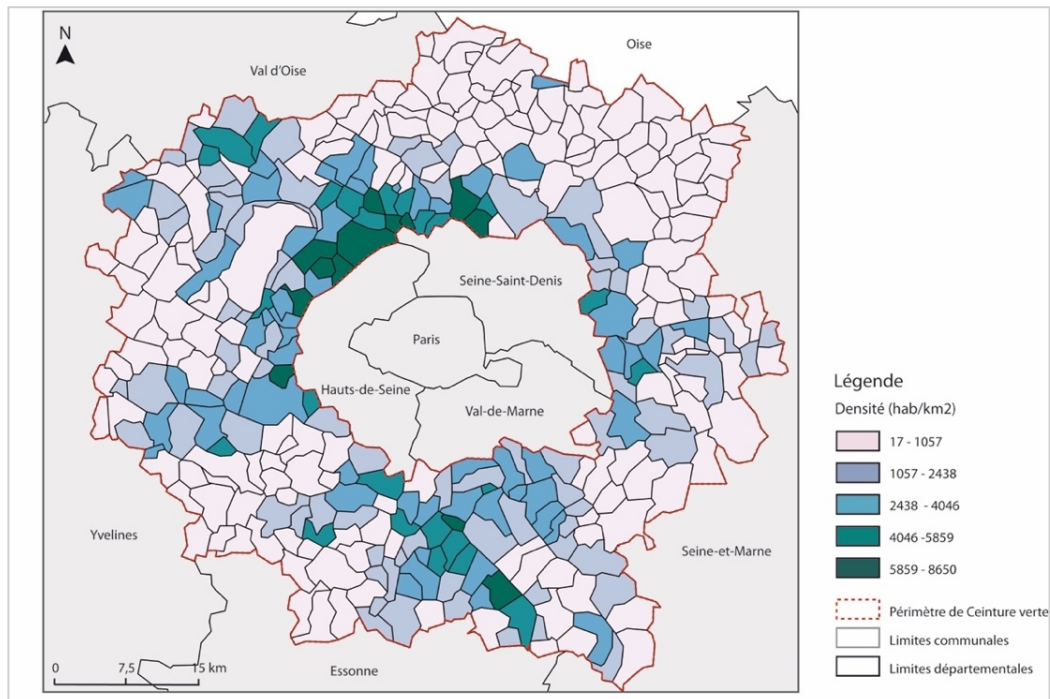 N
Oise
Val d'Oise
Seine-Saint-Denis
Paris
Hauts-de-Seine
Val-de-Marne
Yvelines
Seine-et-Marne
Essonne
0 7,5 15 km
Légende
Densité (hab/km2)
17 - 1057
1057 - 2438
2438 - 4046
4046 -5859
5859 - 8650
Périmètre de Ceinture verte
Limites communales
Limites départementales